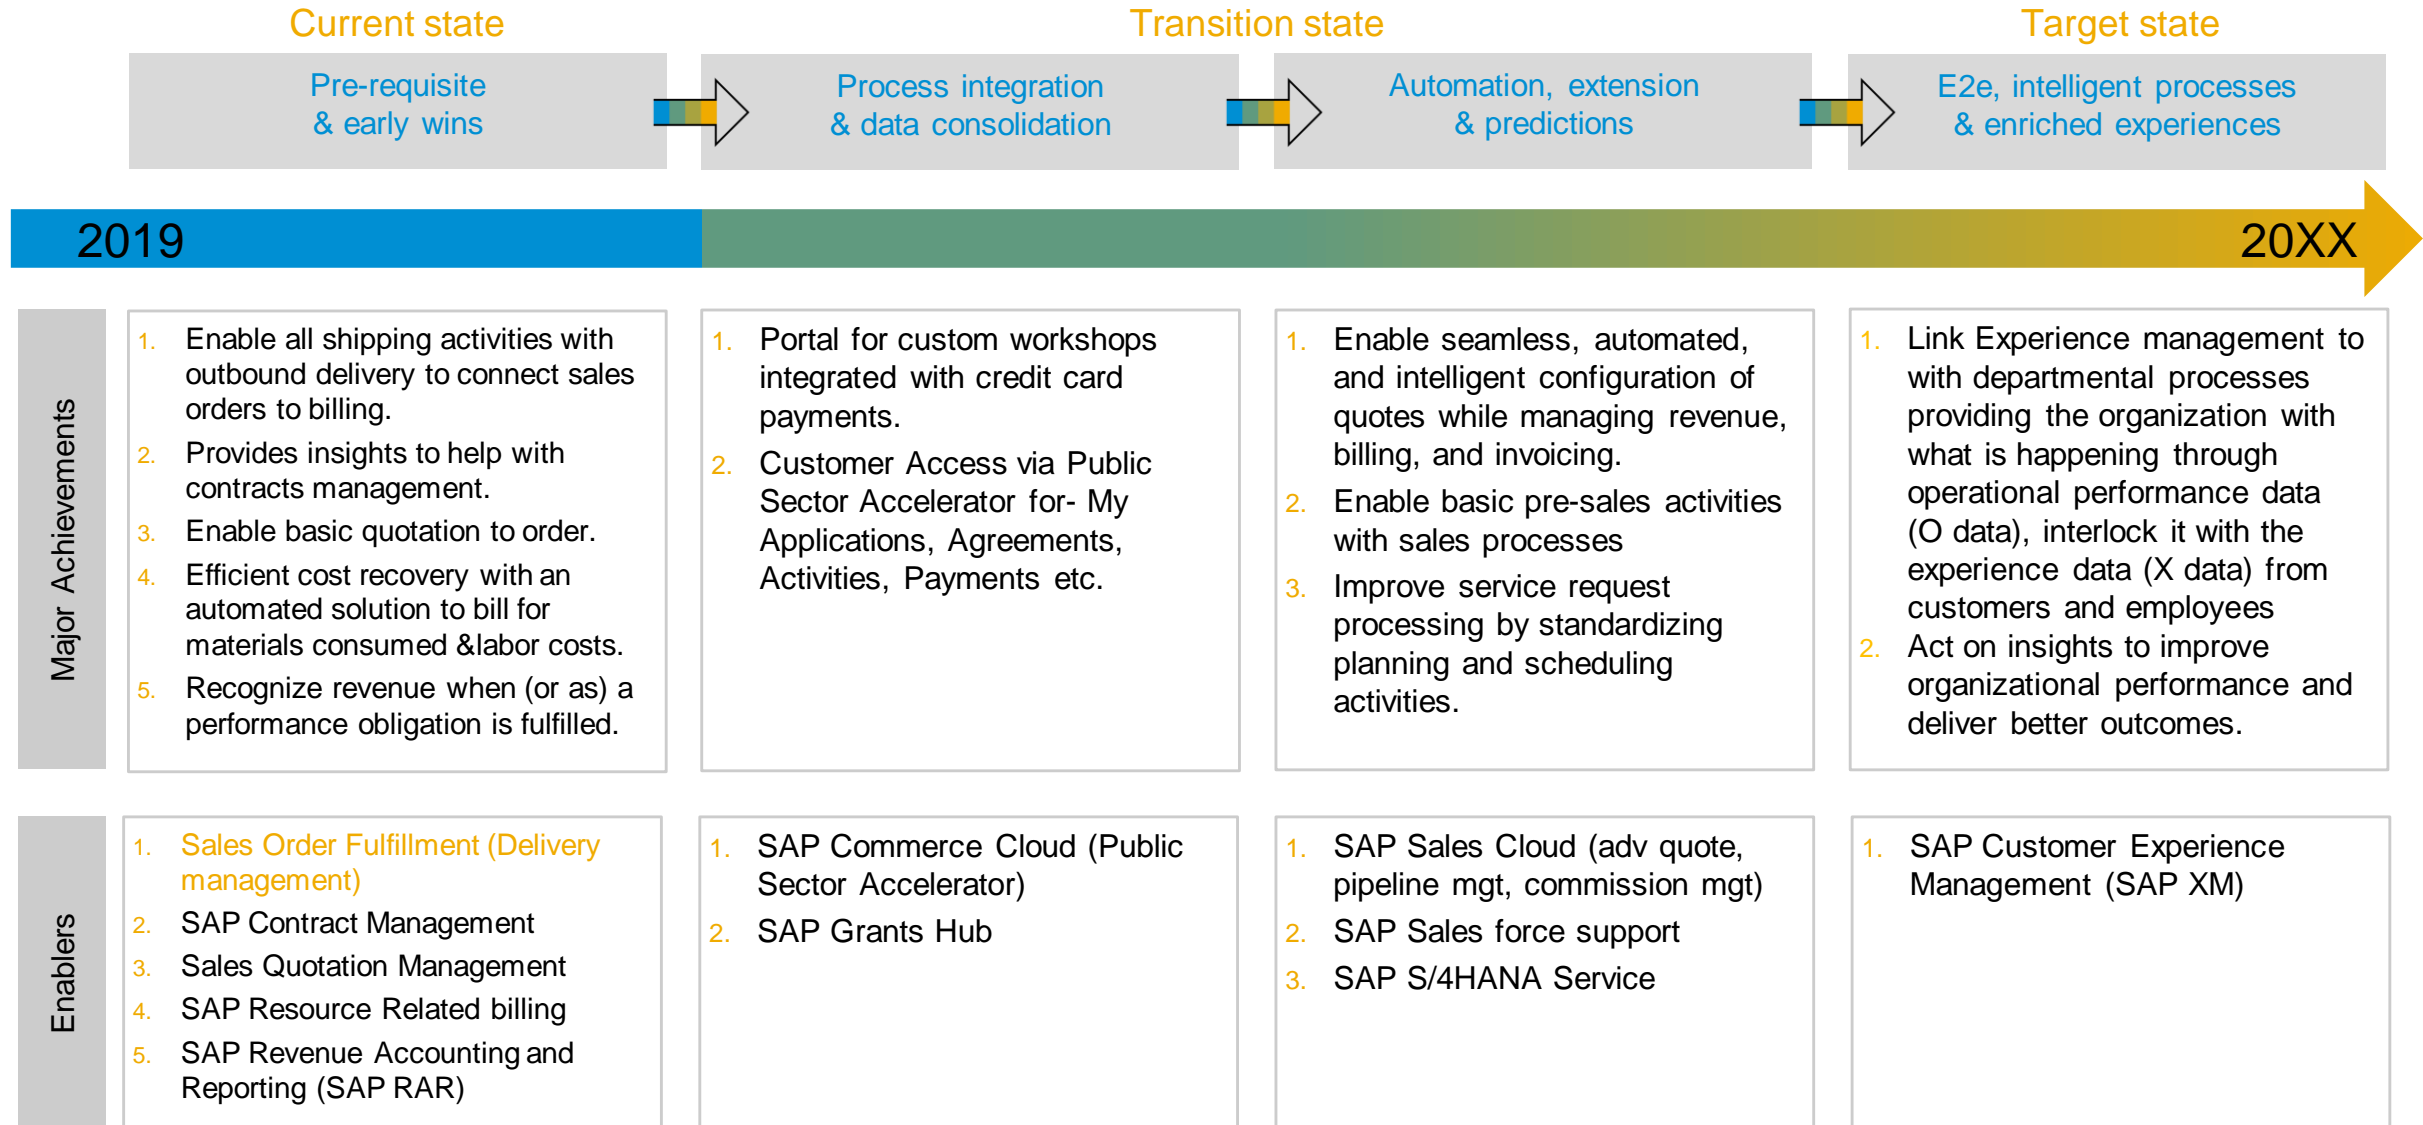 Current state
Transition state
Target state
Pre-requisite
& early wins
Process integration
& data consolidation
Automation, extension
& predictions
E2e, intelligent processes
& enriched experiences
2019
20XX
Major Achievements
1. Enable all shipping activities with
outbound delivery to connect sales
orders to billing.
2. Provides insights to help with
contracts management.
3. Enable basic quotation to order.
4. Efficient cost recovery with an
automated solution to bill for
materials consumed &labor costs.
5. Recognize revenue when (or as) a
performance obligation is fulfilled.
1. Portal for custom workshops
integrated with credit card
payments.
2. Customer Access via Public
Sector Accelerator for- My
Applications, Agreements,
Activities, Payments etc.
1. Enable seamless, automated,
and intelligent configuration of
quotes while managing revenue,
billing, and invoicing.
2. Enable basic pre-sales activities
with sales processes
3. Improve service request
processing by standardizing
planning and scheduling
activities.
1. Link Experience management to
with departmental processes
providing the organization with
what is happening through
operational performance data
(O data), interlock it with the
experience data (X data) from
customers and employees
2. Act on insights to improve
organizational performance and
deliver better outcomes.
Enablers
1. Sales Order Fulfillment (Delivery
management)
2. SAP Contract Management
3. Sales Quotation Management
4. SAP Resource Related billing
5. SAP Revenue Accounting and
Reporting (SAP RAR)
1. SAP Commerce Cloud (Public
Sector Accelerator)
2. SAP Grants Hub
1. SAP Sales Cloud (adv quote,
pipeline mgt, commission mgt)
2. SAP Sales force support
3. SAP S/4HANA Service
1. SAP Customer Experience
Management (SAP XM)